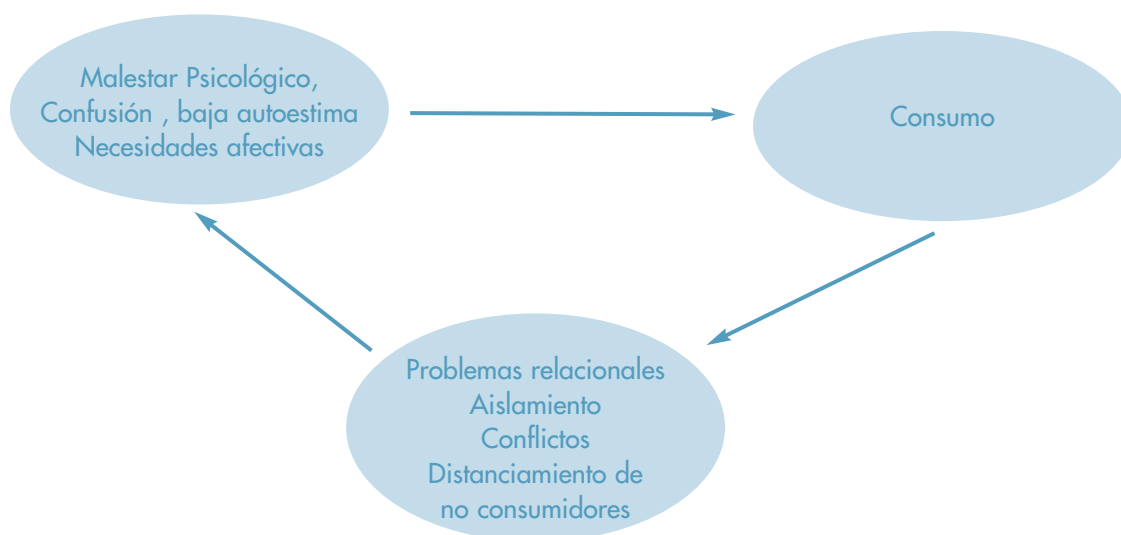 Malestar Psicológico,
Confusión , baja autoestima
Necesidades afectivas
Consumo
Problemas relacionales
Aislamiento
Conflictos
Distanciamiento de
no consumidores